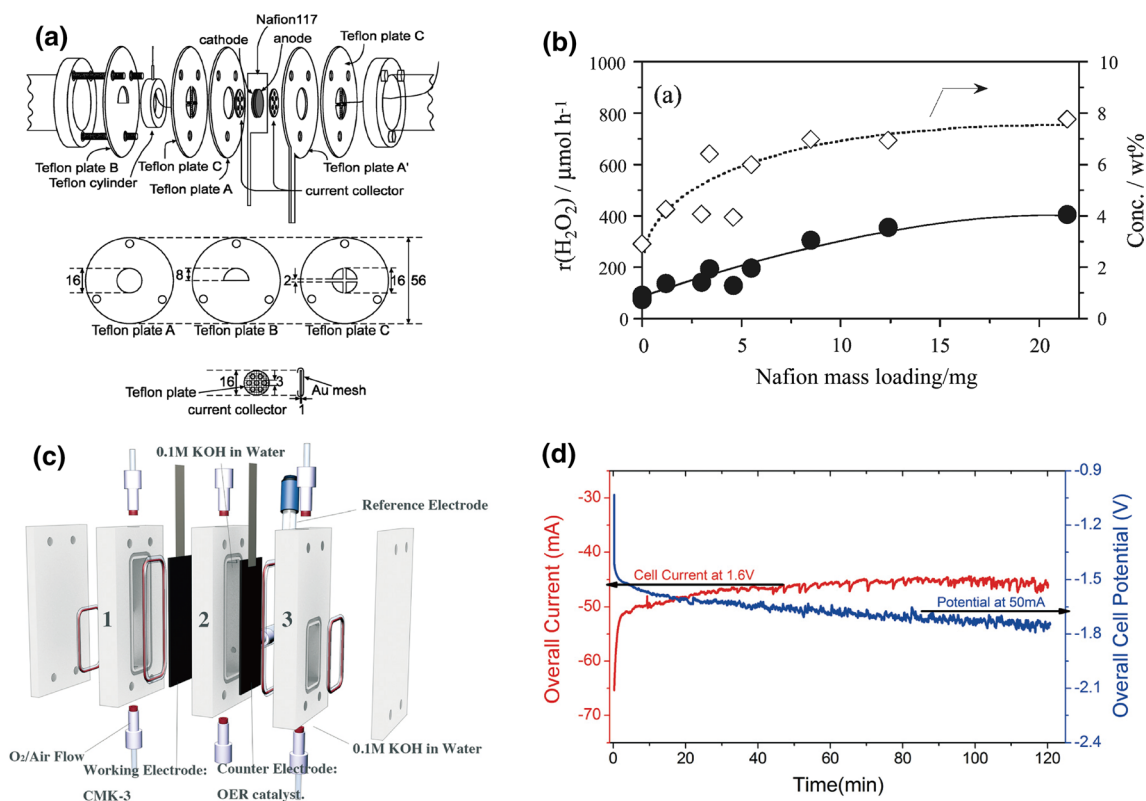 (a)
Nafion117
cathode
anode
Teflon plate C
Teflon plate B
Teflon cylinder
Teflon plate C
Teflon plate A
Teflon plate A'
current collector
16
8
2
16
56
Teflon plate A
Teflon plate B
Teflon plate C
Teflon plate
16
3
Au mesh
current collector
1
(b)
(a)
1000
800
600
400
200
0
r(H₂O₂) / μmol h⁻¹
10
8
6
4
2
0
Conc. / wt%
0
5
10
15
20
Nafion mass loading/mg
(c)
0.1M KOH in Water
Reference Electrode
1
2
3
O₂/Air Flow
Working Electrode:
CMK-3
Counter Electrode:
OER catalyst.
0.1M KOH in Water
(d)
-30
-40
-50
-60
-70
Overall Current (mA)
Cell Current at 1.6V
Potential at 50mA
-0.9
-1.2
-1.5
-1.8
-2.1
-2.4
Overall Cell Potential (V)
0
20
40
60
80
100
120
Time(min)